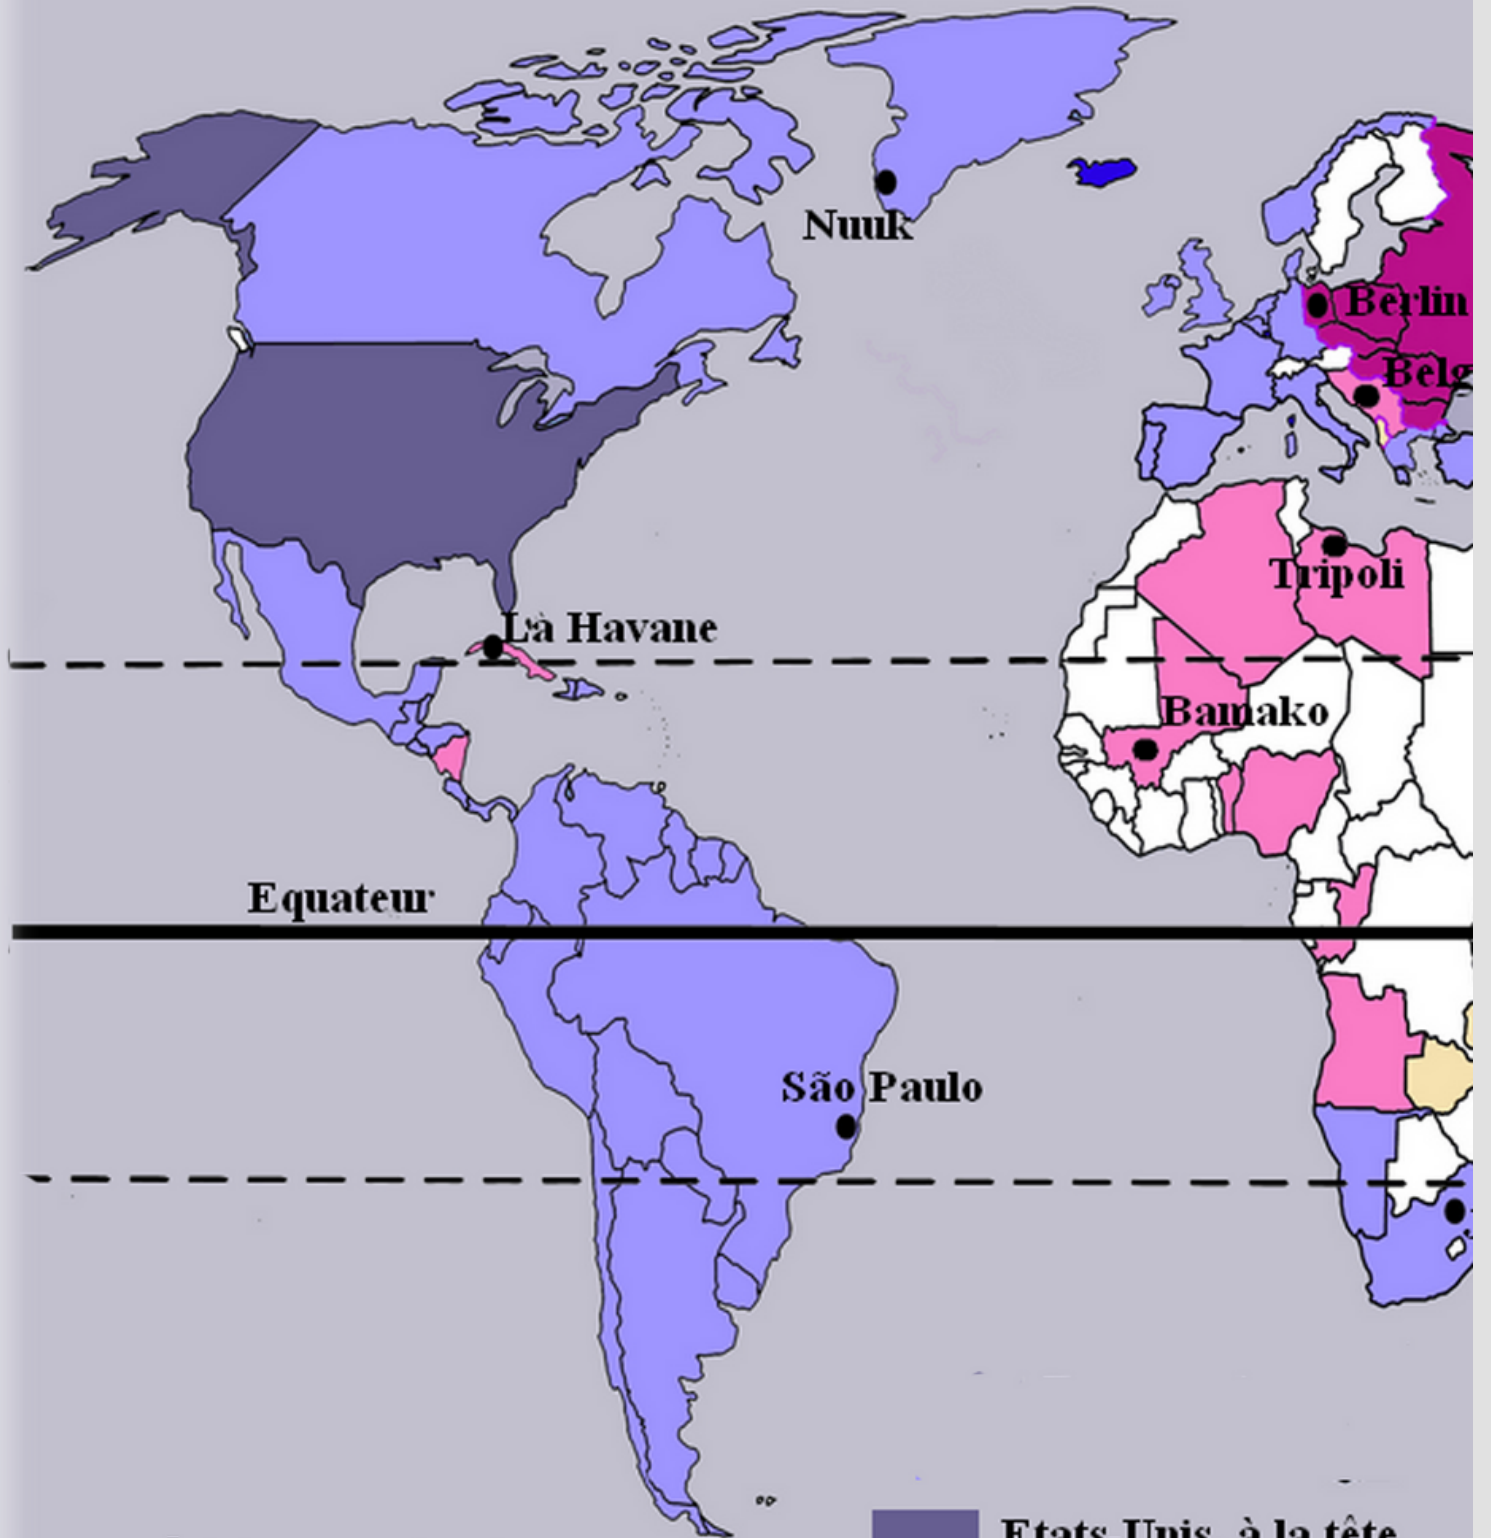 Nuuk
Berlin
Belg
Tripoli
La Havane
Bamako
Equateur
São Paulo
Etats Unis, à la tête